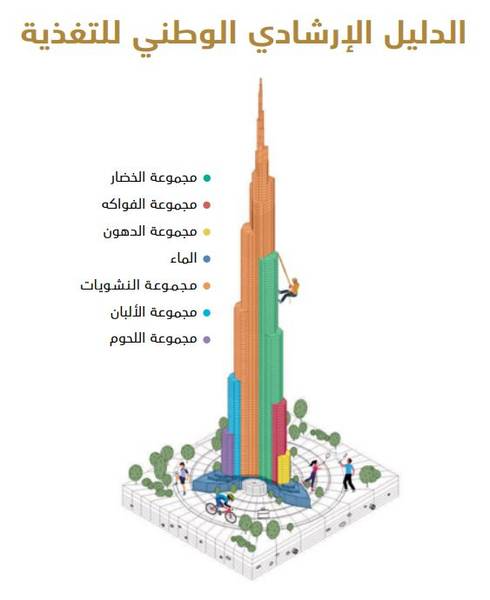 الدليل الإرشادي الوطني للتغذية
مجموعة الخضار
مجموعة الفواكه
مجموعة الدهون
الماء
مجموعة النشويات
مجموعة الألبان
مجموعة اللحوم